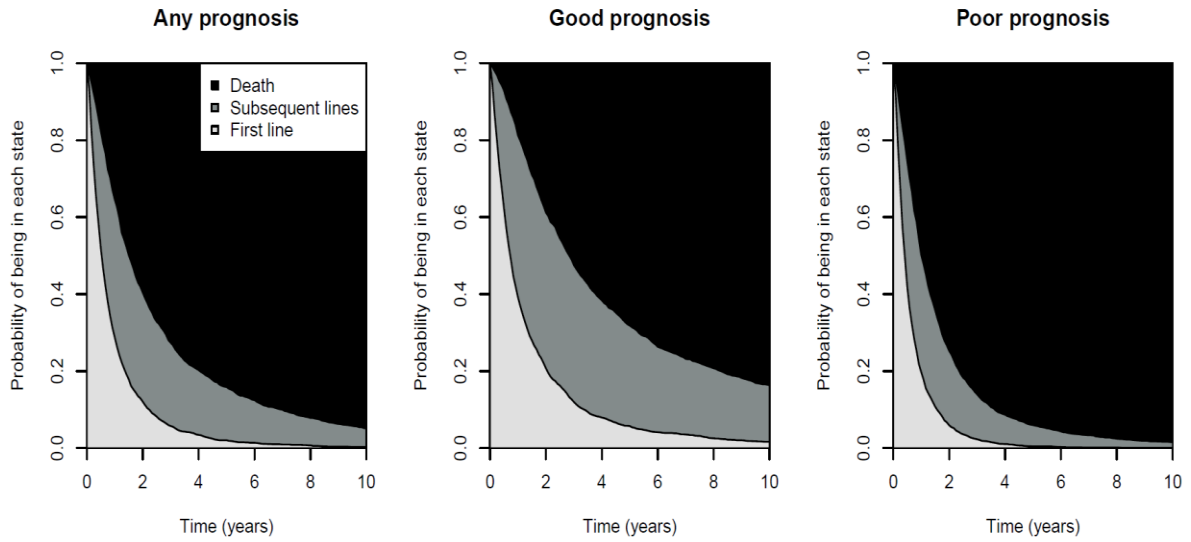 Any prognosis
Probability of being in each state
1.0
0.8
0.6
0.4
0.2
0.0
Death
Subsequent lines
First line
0 2 4 6 8 10
Time (years)
Good prognosis
Probability of being in each state
1.0
0.8
0.6
0.4
0.2
0.0
0 2 4 6 8 10
Time (years)
Poor prognosis
Probability of being in each state
1.0
0.8
0.6
0.4
0.2
0.0
0 2 4 6 8 10
Time (years)